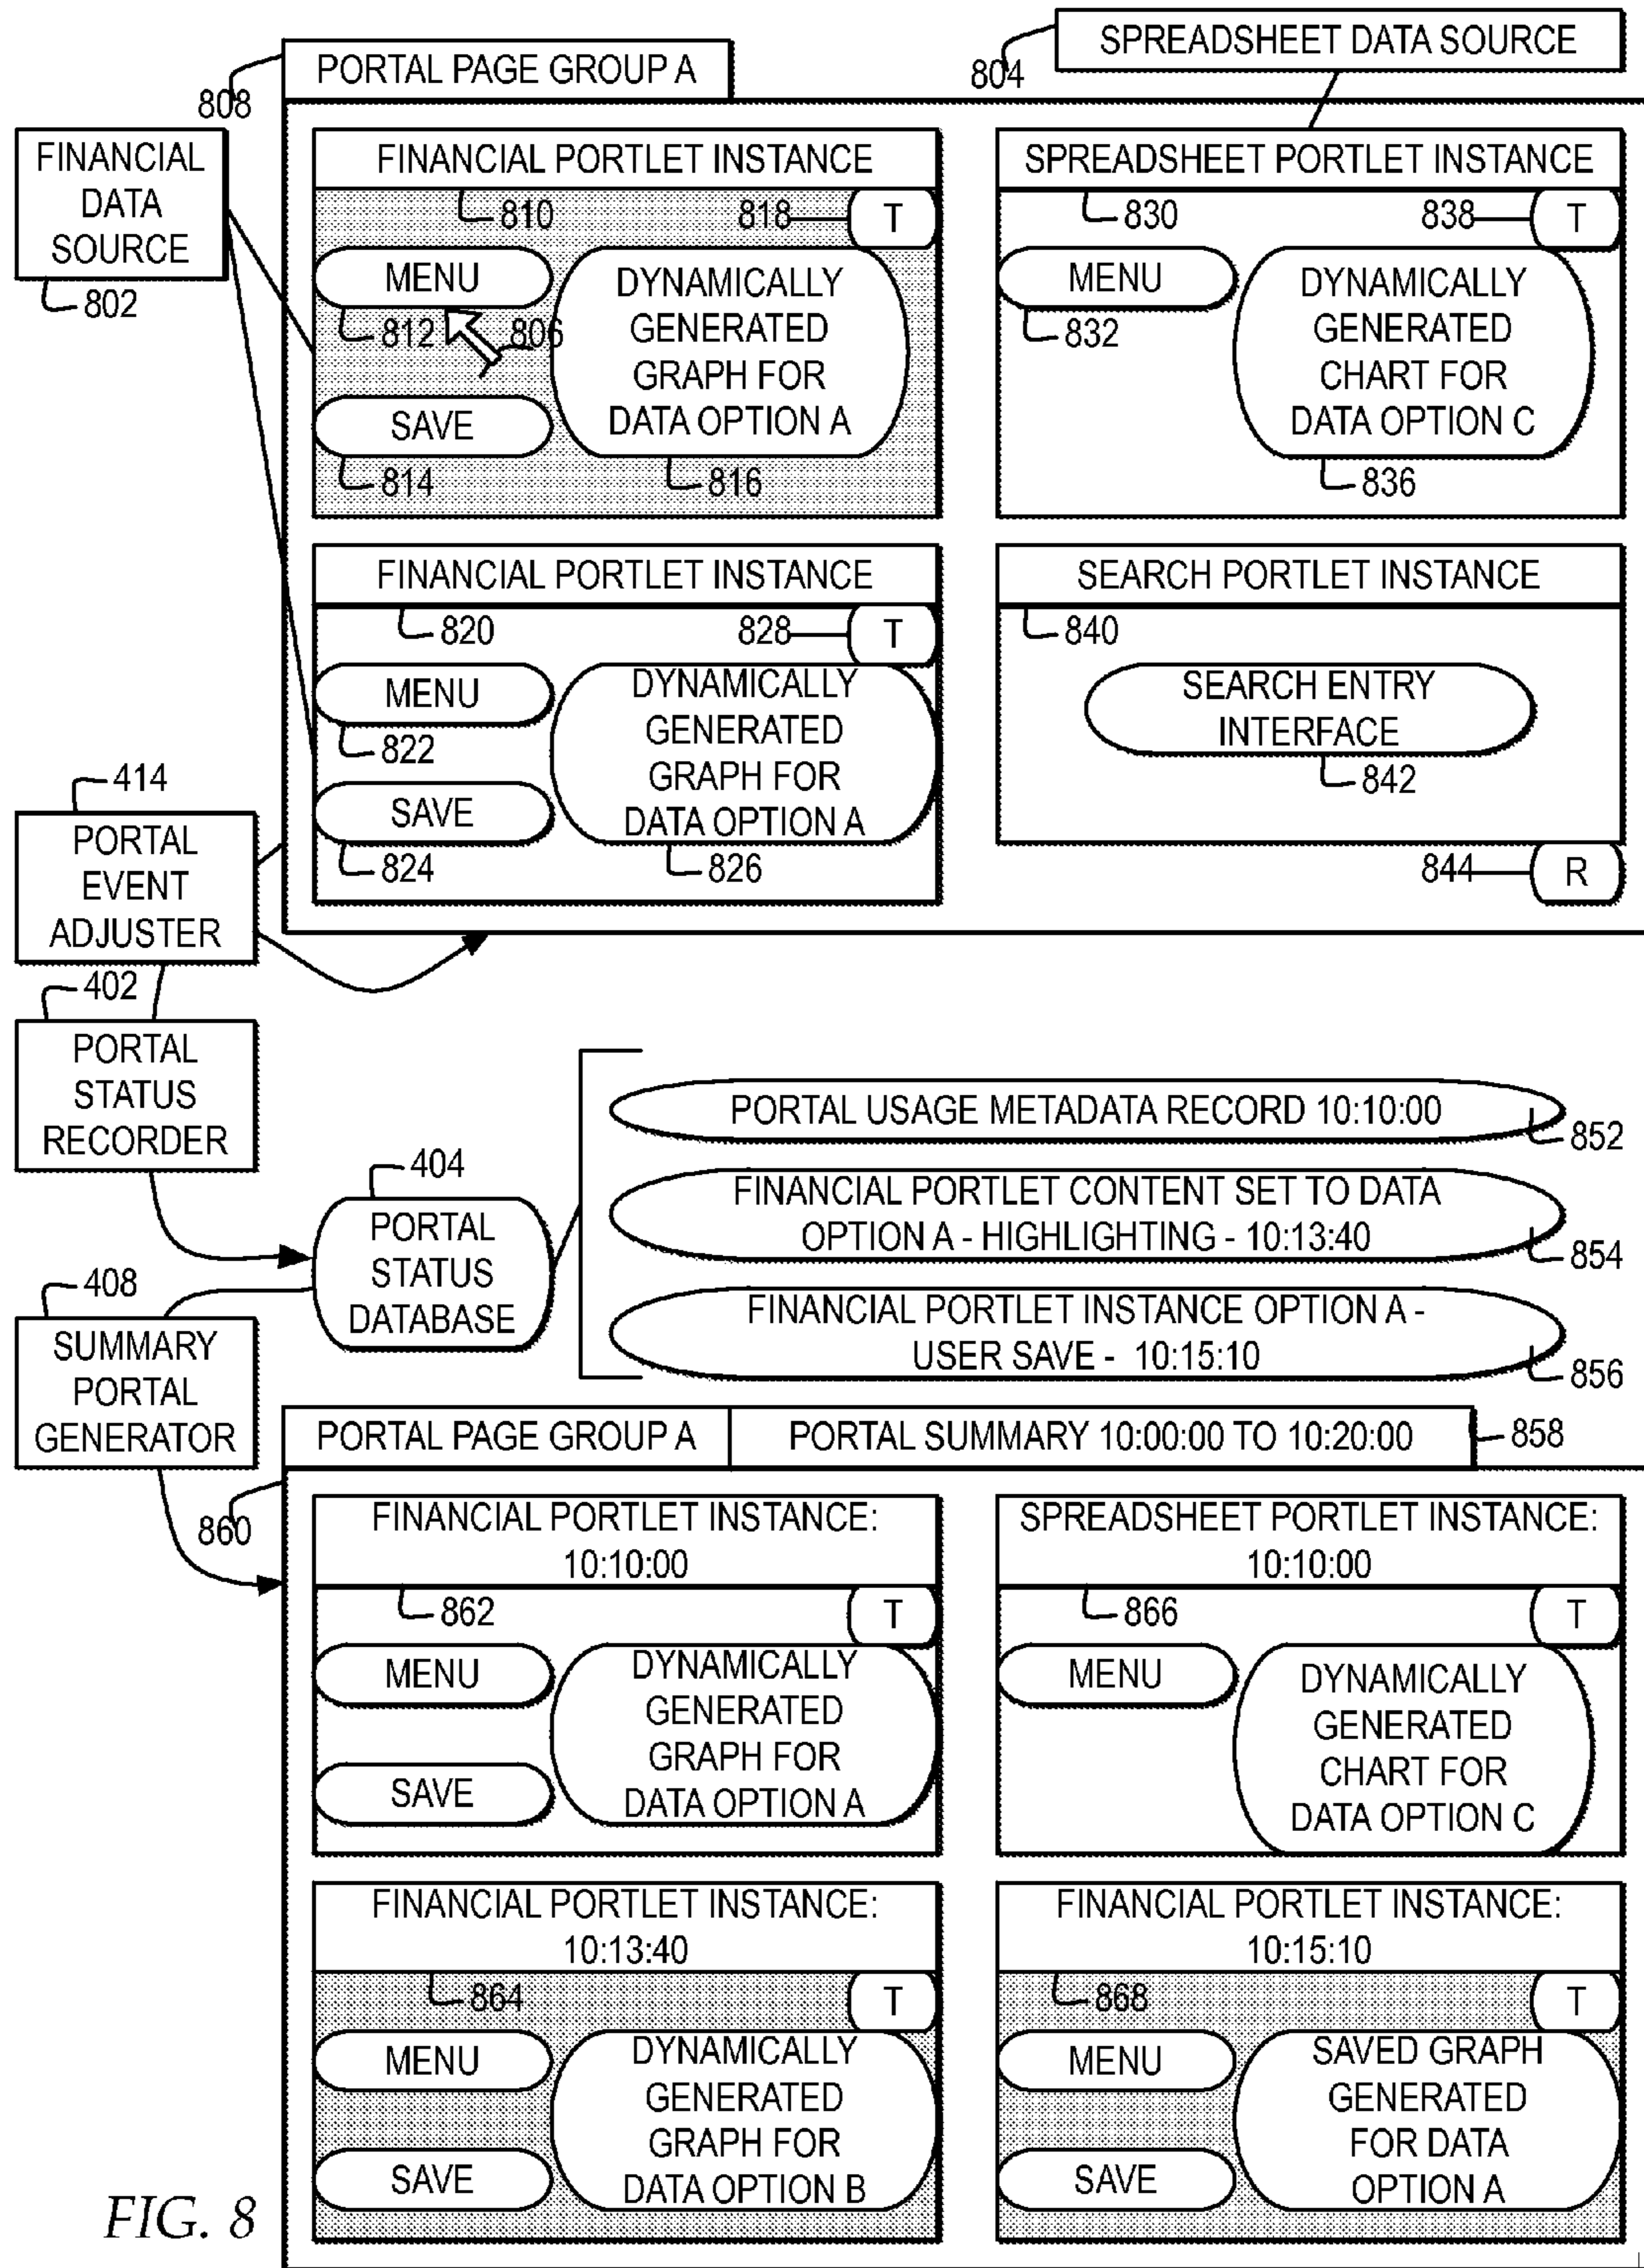 PORTAL PAGE GROUP A
808
SPREADSHEET DATA SOURCE
804
FINANCIAL
DATA
SOURCE
802
FINANCIAL PORTLET INSTANCE
810
818
T
MENU
812
806
SAVE
814
DYNAMICALLY
GENERATED
GRAPH FOR
DATA OPTION A
816
SPREADSHEET PORTLET INSTANCE
830
838
T
MENU
832
DYNAMICALLY
GENERATED
CHART FOR
DATA OPTION C
836
FINANCIAL PORTLET INSTANCE
820
828
T
MENU
822
SAVE
824
DYNAMICALLY
GENERATED
GRAPH FOR
DATA OPTION A
826
SEARCH PORTLET INSTANCE
840
SEARCH ENTRY
INTERFACE
842
844
R
414
PORTAL
EVENT
ADJUSTER
402
PORTAL
STATUS
RECORDER
404
PORTAL
STATUS
DATABASE
PORTAL USAGE METADATA RECORD 10:10:00
852
FINANCIAL PORTLET CONTENT SET TO DATA
OPTION A - HIGHLIGHTING - 10:13:40
854
FINANCIAL PORTLET INSTANCE OPTION A -
USER SAVE - 10:15:10
856
408
SUMMARY
PORTAL
GENERATOR
PORTAL PAGE GROUP A
PORTAL SUMMARY 10:00:00 TO 10:20:00
858
860
FINANCIAL PORTLET INSTANCE:
10:10:00
862
T
MENU
SAVE
DYNAMICALLY
GENERATED
GRAPH FOR
DATA OPTION A
SPREADSHEET PORTLET INSTANCE:
10:10:00
866
T
MENU
DYNAMICALLY
GENERATED
CHART FOR
DATA OPTION C
FINANCIAL PORTLET INSTANCE:
10:13:40
864
T
MENU
SAVE
DYNAMICALLY
GENERATED
GRAPH FOR
DATA OPTION B
FINANCIAL PORTLET INSTANCE:
10:15:10
868
T
MENU
SAVE
SAVED GRAPH
GENERATED
FOR DATA
OPTION A
FIG. 8